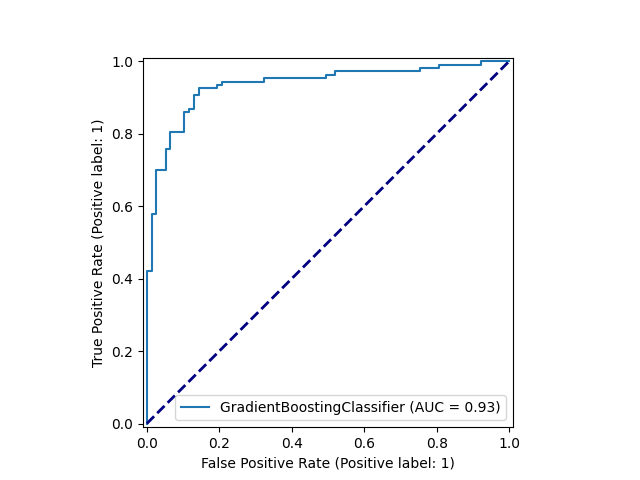 1.0
0.8
0.6
0.4
0.2
0.0
True Positive Rate (Positive label: 1)
GradientBoostingClassifier (AUC = 0.93)
0.0 0.2 0.4 0.6 0.8 1.0
False Positive Rate (Positive label: 1)